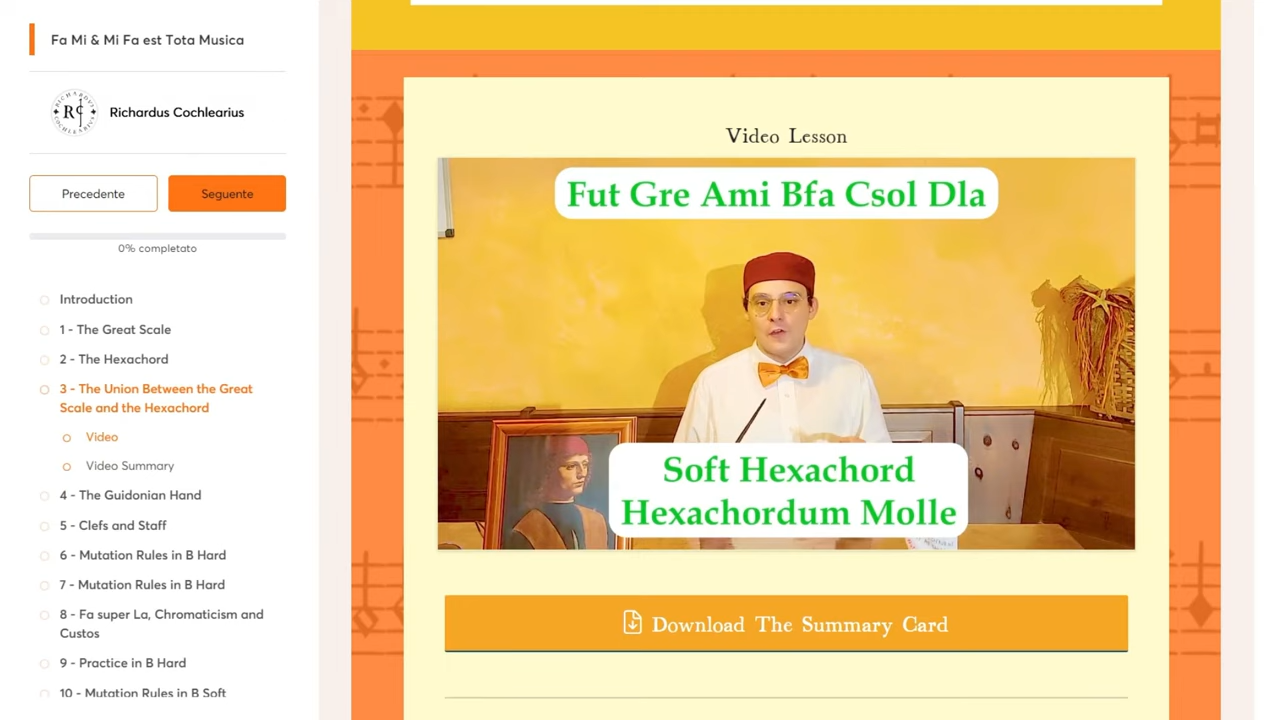 Fa Mi & Mi Fa est Tota Musica
Richardus Cochlearius
Precedente
Seguente
0% completato
Introduction
1 - The Great Scale
2 - The Hexachord
3 - The Union Between the Great
Scale and the Hexachord
Video
Video Summary
4 - The Guidonian Hand
5 - Clefs and Staff
6 - Mutation Rules in B Hard
7 - Mutation Rules in B Hard
8 - Fa super La, Chromaticism and
Custos
9 - Practice in B Hard
10 - Mutation Rules in B Soft
Video Lesson
Fut Gre Ami Bfa Csol Dla
Soft Hexachord
Hexachordum Molle
Download The Summary Card